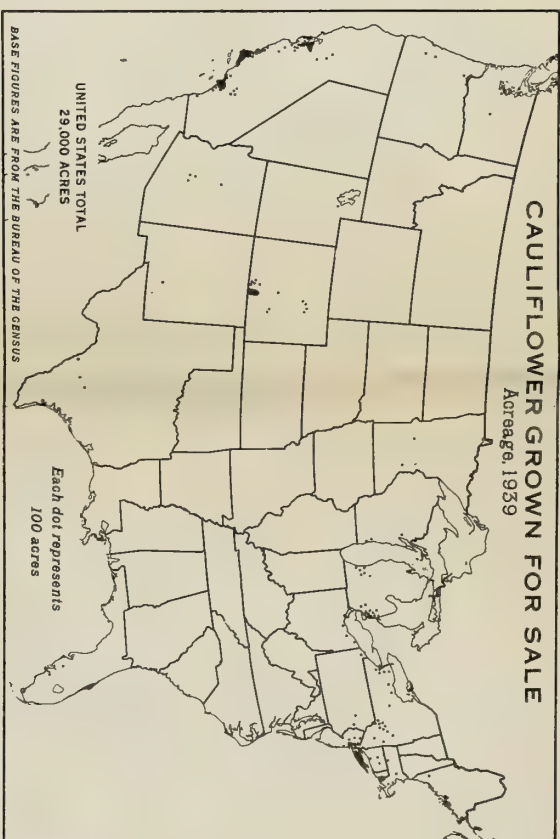 CAULIFLOWER GROWN FOR SALE
Acreage, 1939
UNITED STATES TOTAL
29,000 ACRES
Each dot represents
100 acres
BASE FIGURES ARE FROM THE BUREAU OF THE CENSUS